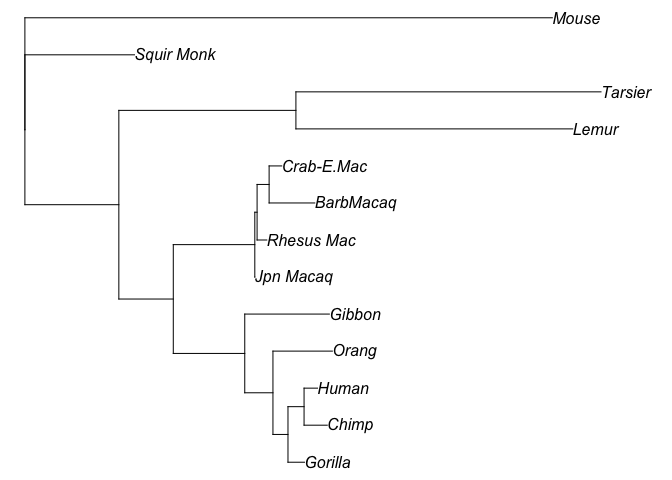 Mouse
Squir Monk
Tarsier
Lemur
Crab-E.Mac
BarbMacaq
Rhesus Mac
Jpn Macaq
Gibbon
Orang
Human
Chimp
Gorilla